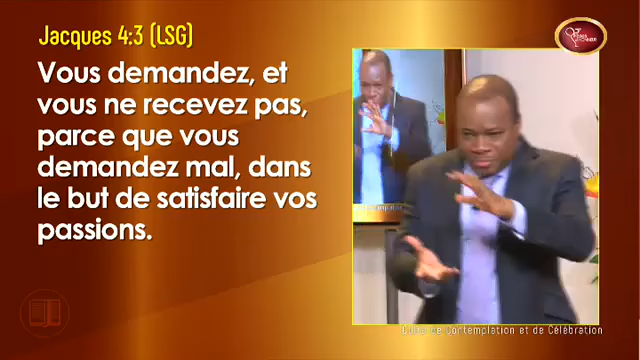 Jacques 4:3 (LSG)
Vous demandez, et
vous ne recevez pas,
parce que vous
demandez mal, dans
le but de satisfaire vos
passions.
de Contemplation et de Célébration